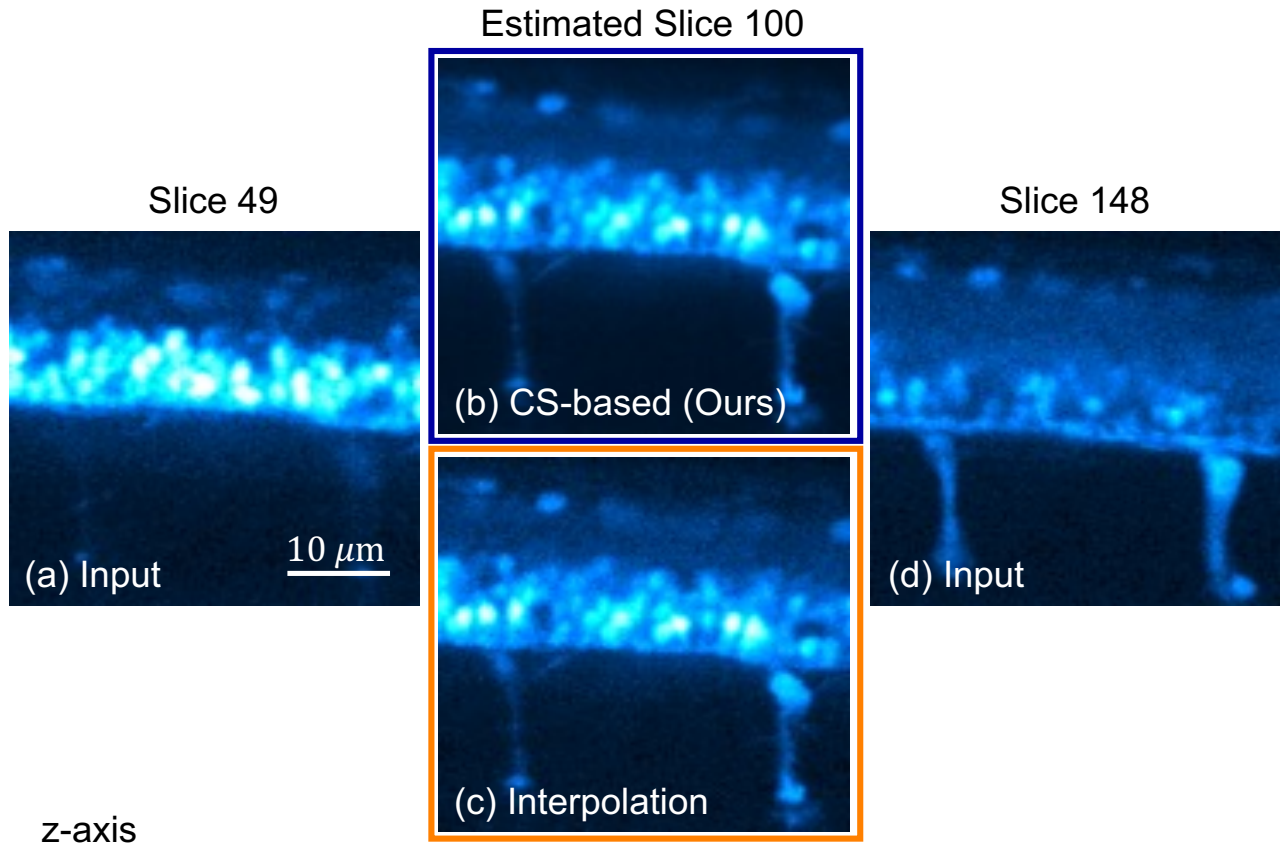 Estimated Slice 100
Slice 49
Slice 148
(b) CS-based (Ours)
10 μm
(a) Input
(d) Input
(c) Interpolation
z-axis